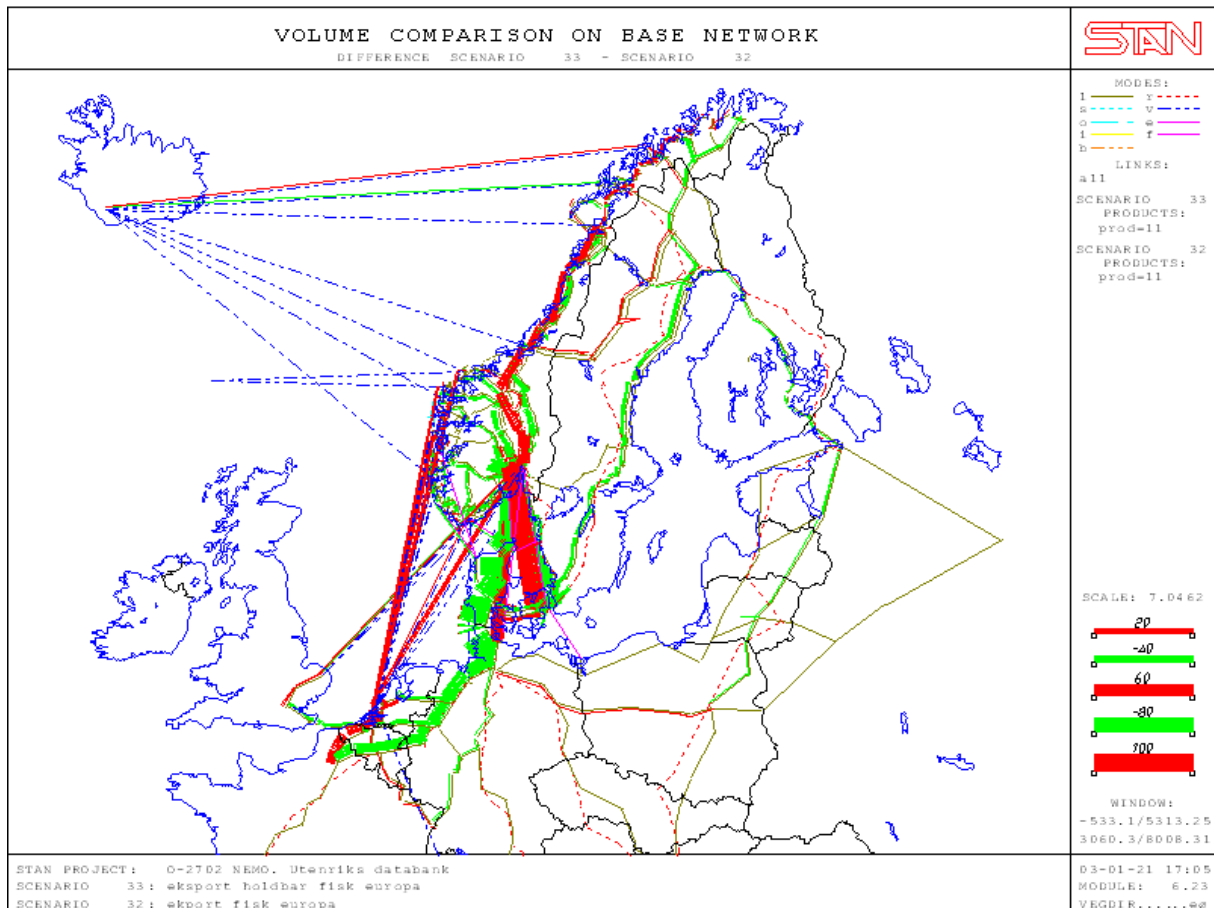 VOLUME COMPARISON ON BASE NETWORK
DIFFERENCE SCENARIO 33 - SCENARIO 32
STAN
MODES:
l r
s v
o e
i f
b
LINKS:
all
SCENARIO 33
PRODUCTS:
prod=11
SCENARIO 32
PRODUCTS:
prod=11
SCALE: 7.0462
20
-40
60
-80
100
WINDOW:
-533.1/5313.25
3060.3/8008.31
STAN PROJECT: O-2702 NEMO. Utenriks databank
SCENARIO 33: eksport holdbar fisk europa
SCENARIO 32: ekport fisk europa
03-01-21 17:05
MODULE: 6.23
VEGDIR......eø